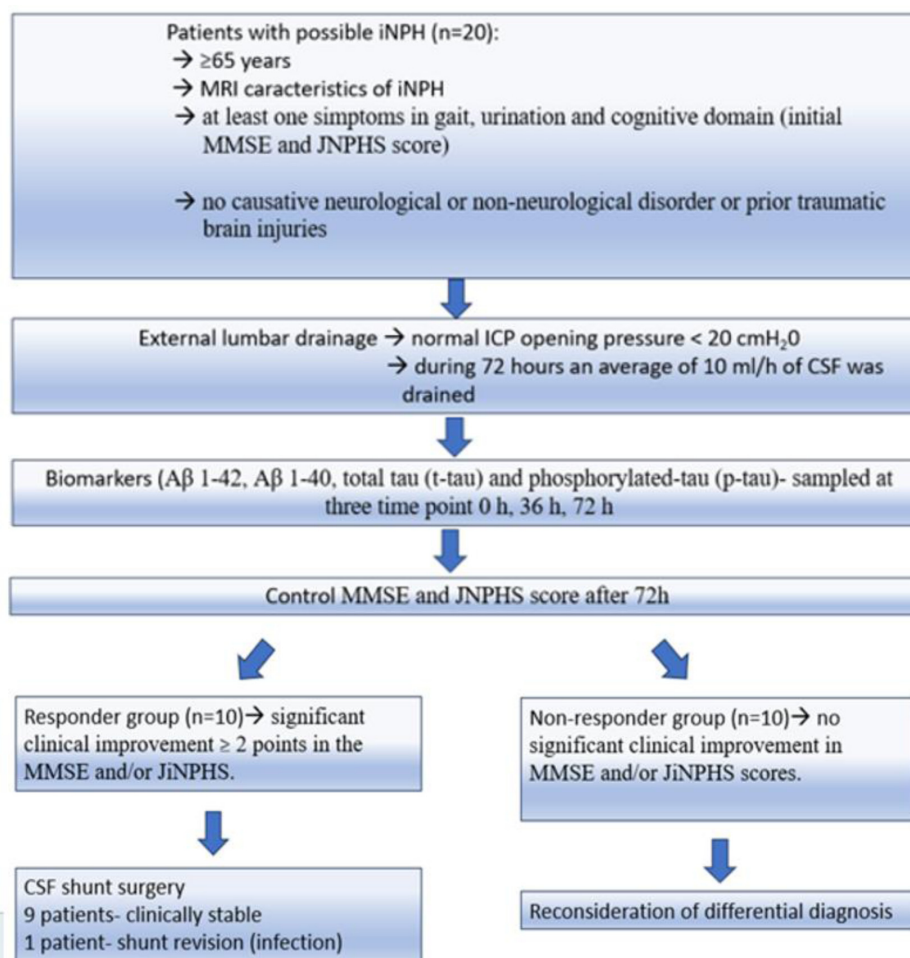 Patients with possible iNPH (n=20):
→ ≥65 years
→ MRI caracteristics of iNPH
→ at least one simptoms in gait, urination and cognitive domain (initial
MMSE and JNPHS score)
→ no causative neurological or non-neurological disorder or prior traumatic
brain injuries
External lumbar drainage → normal ICP opening pressure < 20 cmH₂0
→ during 72 hours an average of 10 ml/h of CSF was
drained
Biomarkers (Aβ 1-42, Aβ 1-40, total tau (t-tau) and phosphorylated-tau (p-tau)- sampled at
three time point 0 h, 36 h, 72 h
Control MMSE and JNPHS score after 72h
Responder group (n=10)→ significant
clinical improvement ≥ 2 points in the
MMSE and/or JiNPHS.
Non-responder group (n=10)→ no
significant clinical improvement in
MMSE and/or JiNPHS scores.
CSF shunt surgery
9 patients- clinically stable
1 patient- shunt revision (infection)
Reconsideration of differential diagnosis